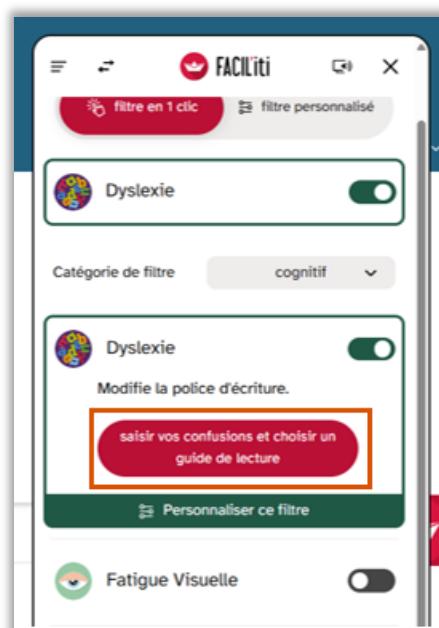 FACIL'iti
filtre en 1 clic
filtre personnalisé
Dyslexie
Catégorie de filtre
cognitif
Dyslexie
Modifie la police d'écriture.
saisir vos confusions et choisir un
guide de lecture
Personnaliser ce filtre
Fatigue Visuelle